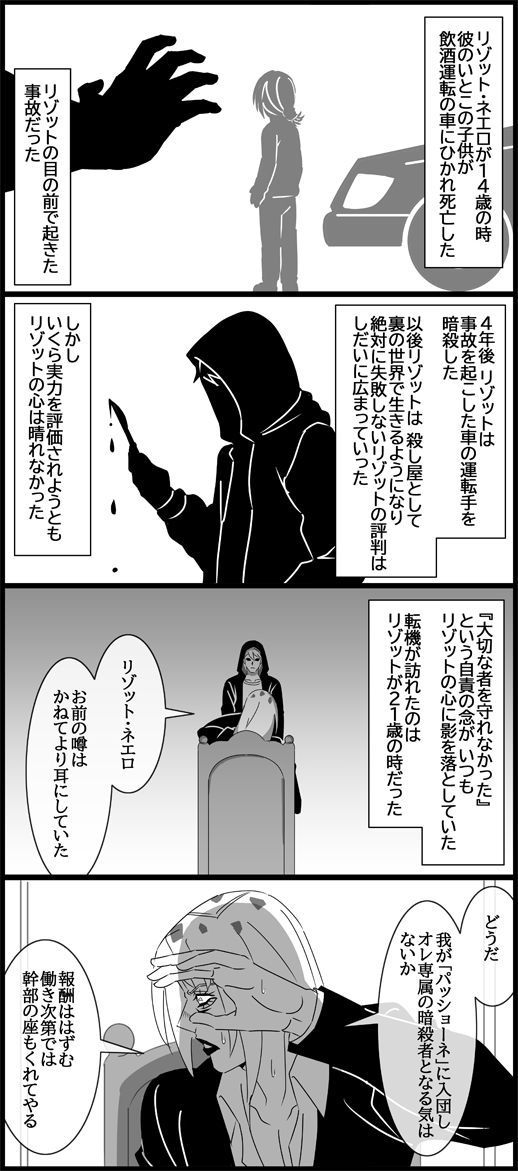 リゾット・ネエロが14歳の時
彼のいとこの子供が
飲酒運転の車にひかれ死亡した
リゾットの目の前で起きた
事故だった
4年後 リゾットは
事故を起こした車の運転手を
暗殺した
以後リゾットは 殺し屋として
裏の世界で生きるようになり
絶対に失敗しないリゾットの評判は
しだいに広まっていった
しかし
いくら実力を評価されようとも
リゾットの心は晴れなかった
『大切な者を守れなかった』
という自責の念が いつも
リゾットの心に影を落としていた
転機が訪れたのは
リゾットが21歳の時だった
リゾット・ネエロ
お前の噂は
かねてより耳にしていた
どうだ
我が「パッショーネ」に入団し
オレ専属の暗殺者となる気は
ないか
報酬ははずむ
働き次第では
幹部の座もくれてやる